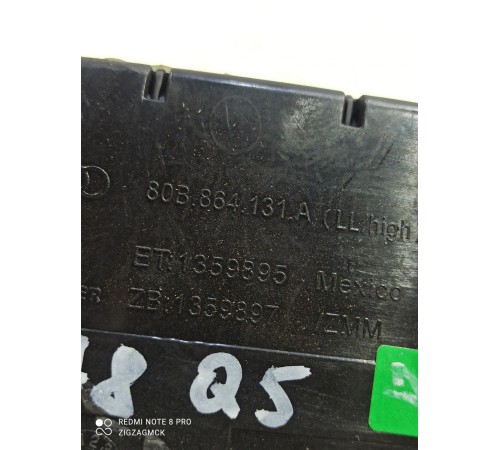 80B.864.131.A (LL high
ET:1359895 Mexico
ZB:1359897 /ZMM
Q5
REDMI NOTE 8 PRO
ZIGZAGMCK